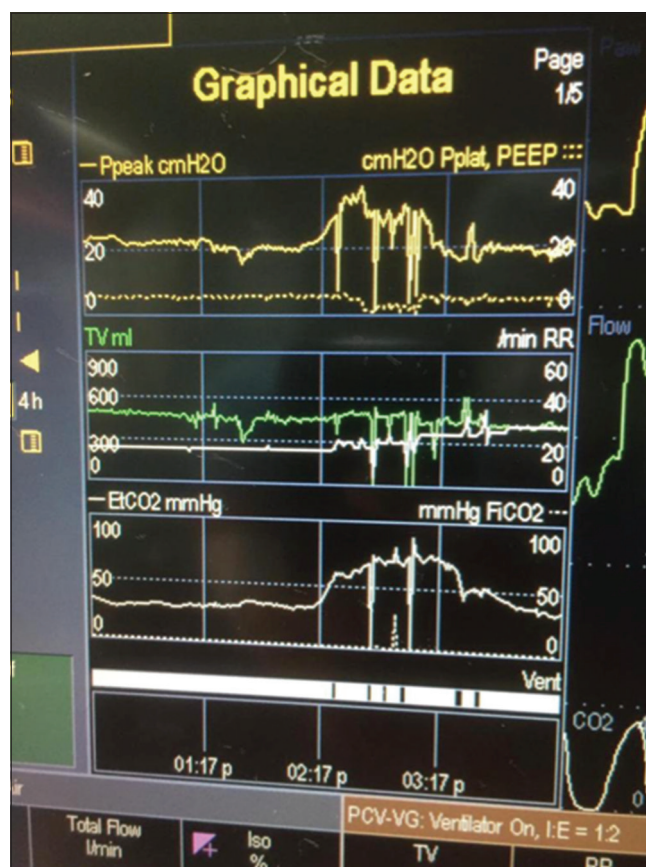 Paw
Graphical Data
Page
1/5
Ppeak cmH2O
cmH2O Pplat, PEEP
40
40
20
20
0
0
Flow
TV ml
/min RR
900
60
600
40
4h
300
20
0
0
EtCO2 mmHg
mmHg FiCO2
100
100
50
50
0
0
Vent
CO2
01:17 p
02:17 p
03:17 p
0
PCV-VG: Ventilator On, I:E = 1:2
Total Flow
l/min
Iso
%
TV
RR